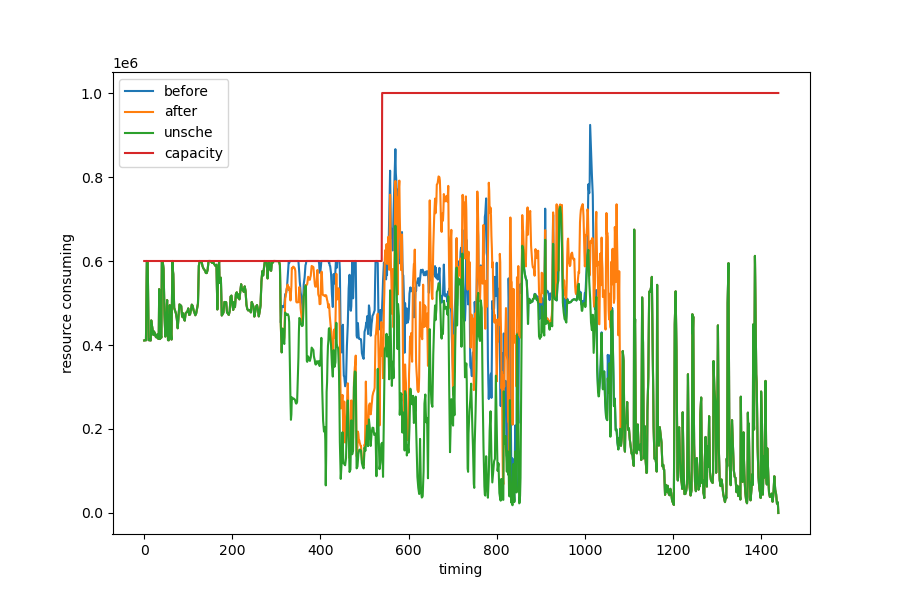 1e6
1.0
0.8
0.6
0.4
0.2
0.0
before
after
unsche
capacity
resource consuming
0 200 400 600 800 1000 1200 1400
timing